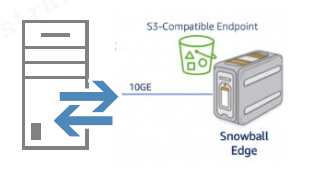 S3-Compatible Endpoint
10GE
Snowball
Edge